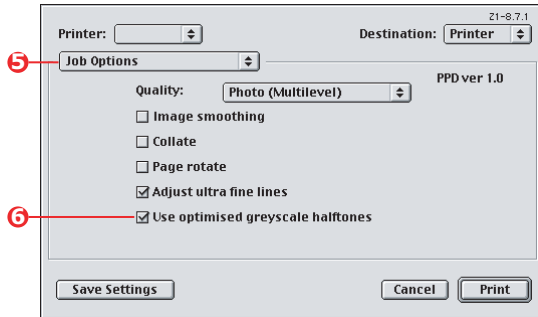 Z1-8.7.1
Printer: Destination: Printer
5 Job Options
PPD ver 1.0
Quality: Photo (Multilevel)
Image smoothing
Collate
Page rotate
Adjust ultra fine lines
6 Use optimised greyscale halftones
Save Settings Cancel Print